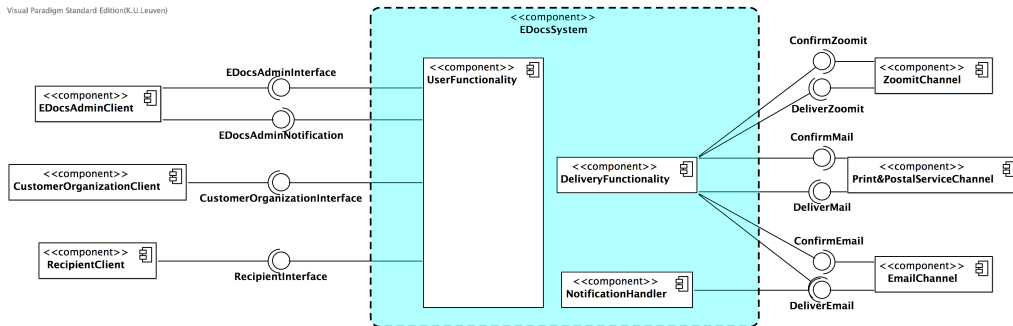 Visual Paradigm Standard Edition(K.U.Leuven)
<<component>>
EDocsSystem
<<component>>
UserFunctionality
<<component>>
EDocsAdminClient
EDocsAdminInterface
EDocsAdminNotification
<<component>>
CustomerOrganizationClient
CustomerOrganizationInterface
<<component>>
RecipientClient
RecipientInterface
<<component>>
DeliveryFunctionality
<<component>>
NotificationHandler
ConfirmZoomit
DeliverZoomit
<<component>>
ZoomitChannel
ConfirmMail
DeliverMail
<<component>>
Print&PostalServiceChannel
ConfirmEmail
DeliverEmail
<<component>>
EmailChannel